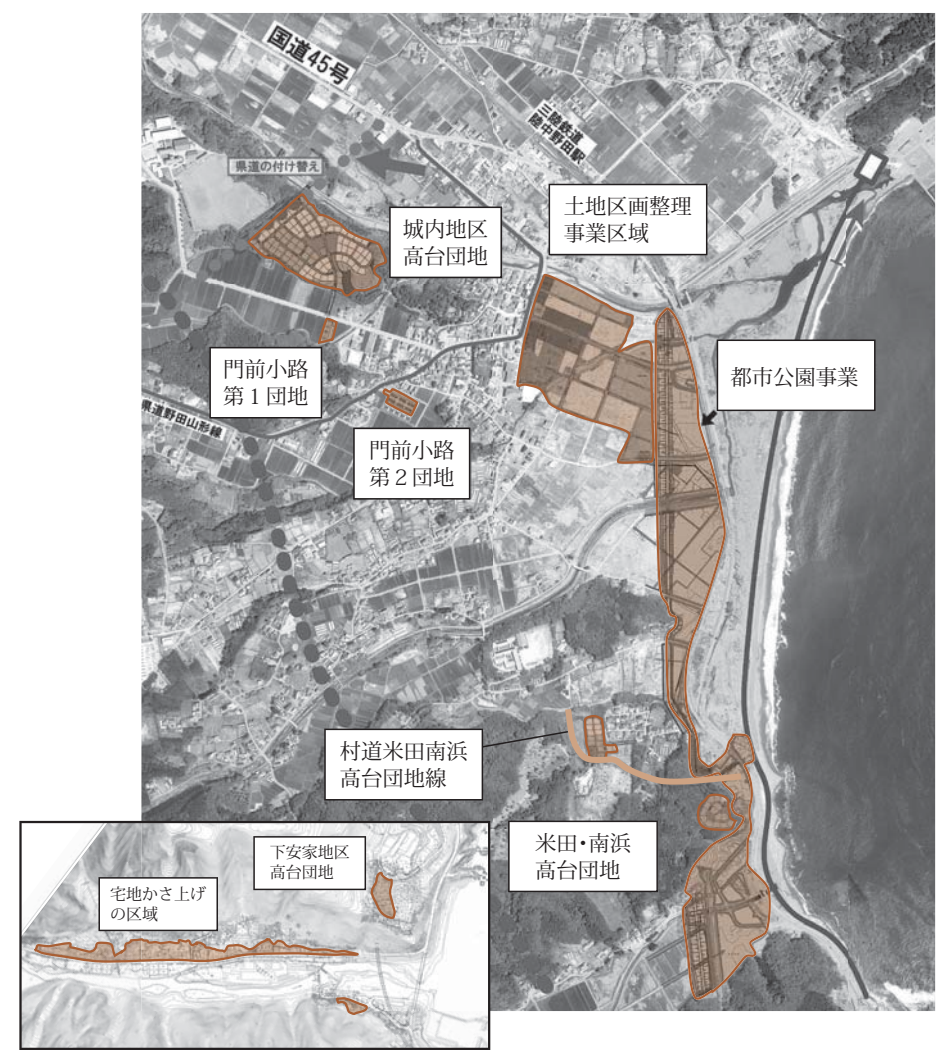 国道45号
三陸鉄道
陸中野田駅
県道の付け替え
土地区画整理
事業区域
城内地区
高台団地
都市公園事業
門前小路
第1団地
県道野田山形線
門前小路
第2団地
村道米田南浜
高台団地線
米田・南浜
高台団地
下安家地区
高台団地
宅地かさ上げ
の区域